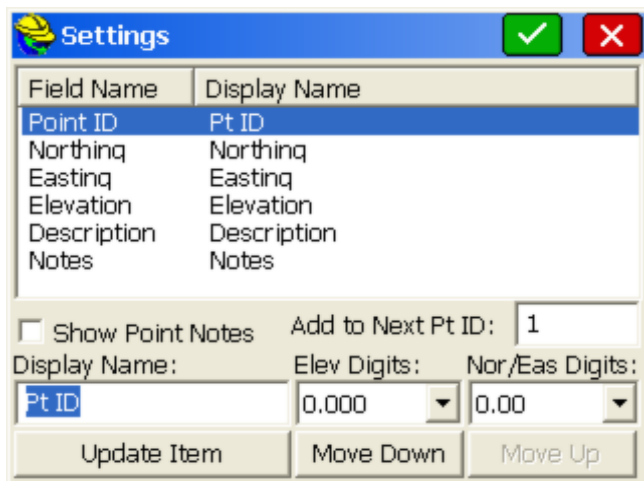 Settings
Field Name Display Name
Point ID Pt ID
Northing Northing
Easting Easting
Elevation Elevation
Description Description
Notes Notes
Show Point Notes Add to Next Pt ID: 1
Display Name: Elev Digits: Nor/Eas Digits:
Pt ID 0.000 0.00
Update Item Move Down Move Up